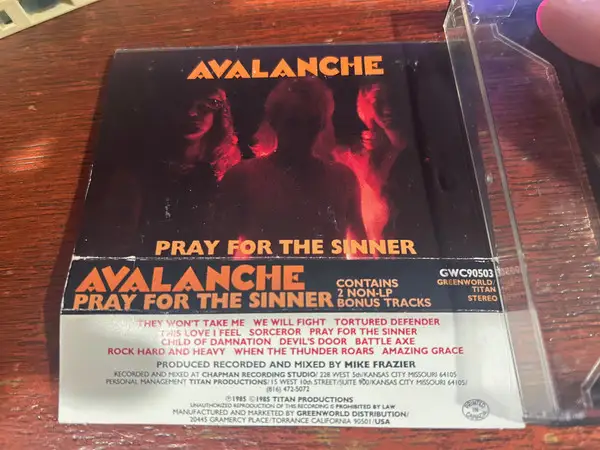 AVALANCHE
PRAY FOR THE SINNER
AVALANCHE
PRAY FOR THE SINNER
CONTAINS
2 NON-LP
BONUS TRACKS
GWC90503
GREENWORLD/
TITAN
STEREO
THEY WON'T TAKE ME WE WILL FIGHT TORTURED DEFENDER
THIS LOVE I FEEL SORCEROR PRAY FOR THE SINNER
CHILD OF DAMNATION DEVIL'S DOOR BATTLE AXE
ROCK HARD AND HEAVY WHEN THE THUNDER ROARS AMAZING GRACE
PRODUCED RECORDED AND MIXED BY MIKE FRAZIER
RECORDED AND MIXED AT CHAPMAN RECORDING STUDIO/ 228 WEST 5th/KANSAS CITY MISSOURI 64105
PERSONAL MANAGEMENT TITAN PRODUCTIONS/15 WEST 10th STREET/SUITE 900/KANSAS CITY MISSOURI 64105/
(816) 472-5072
℗1985 ©1985 TITAN PRODUCTIONS
UNAUTHORIZED REPRODUCTION OF THIS RECORDING IS PROHIBITED BY LAW
MANUFACTURED AND MARKETED BY GREENWORLD DISTRIBUTION/
20445 GRAMERCY PLACE/TORRANCE CALIFORNIA 90501/USA
PRINTED
IN
CANADA